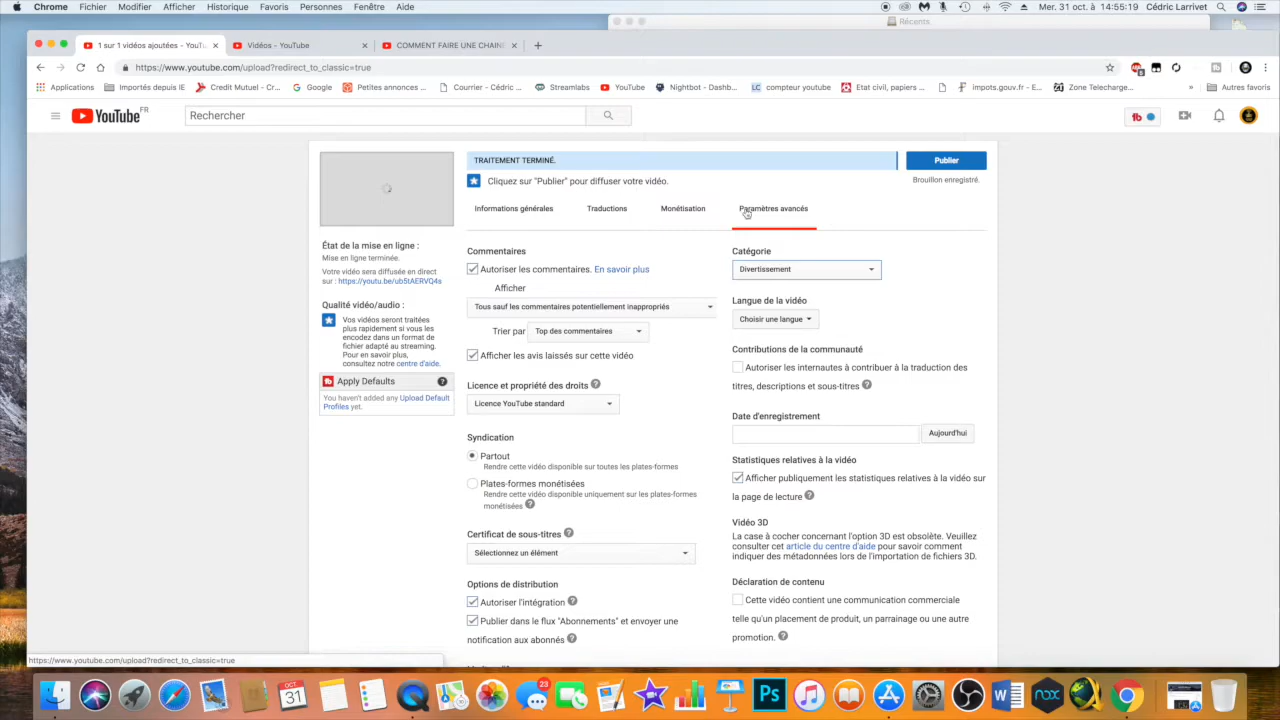 Chrome Fichier Modifier Afficher Historique Favoris Personnes Fenêtre Aide
Mer. 31 oct. à 14:55:19 Cédric Larrivet
Récents
1 sur 1 vidéos ajoutées - YouTu
Vidéos - YouTube
COMMENT FAIRE UNE CHAINE
https://www.youtube.com/upload?redirect_to_classic=true
Applications
Importés depuis IE
Credit Mutuel - Cr...
Google
Petites annonces ...
Courrier - Cédric ...
Streamlabs
YouTube
Nightbot - Dashb...
LC compteur youtube
Etat civil, papiers ...
impots.gouv.fr - E...
Zone Telecharge...
»
Autres favoris
YouTube FR
Rechercher
TRAITEMENT TERMINÉ.
Publier
Cliquez sur "Publier" pour diffuser votre vidéo.
Brouillon enregistré.
Informations générales
Traductions
Monétisation
Paramètres avancés
État de la mise en ligne :
Mise en ligne terminée.
Votre vidéo sera diffusée en direct
sur : https://youtu.be/ub5tAERVQ4s
Qualité vidéo/audio :
Vos vidéos seront traitées
plus rapidement si vous les
encodez dans un format de
fichier adapté au streaming.
Pour en savoir plus,
consultez notre centre d'aide.
Apply Defaults
You haven't added any Upload Default
Profiles yet.
Commentaires
Autoriser les commentaires. En savoir plus
Afficher
Tous sauf les commentaires potentiellement inappropriés
Trier par Top des commentaires
Afficher les avis laissés sur cette vidéo
Licence et propriété des droits
Licence YouTube standard
Syndication
Partout
Rendre cette vidéo disponible sur toutes les plates-formes
Plates-formes monétisées
Rendre cette vidéo disponible uniquement sur les plates-formes
monétisées
Certificat de sous-titres
Sélectionnez un élément
Options de distribution
Autoriser l'intégration
Publier dans le flux "Abonnements" et envoyer une
notification aux abonnés
Catégorie
Divertissement
Langue de la vidéo
Choisir une langue
Contributions de la communauté
Autoriser les internautes à contribuer à la traduction des
titres, descriptions et sous-titres
Date d'enregistrement
Aujourd'hui
Statistiques relatives à la vidéo
Afficher publiquement les statistiques relatives à la vidéo sur
la page de lecture
Vidéo 3D
La case à cocher concernant l'option 3D est obsolète. Veuillez
consulter cet article du centre d'aide pour savoir comment
indiquer des métadonnées lors de l'importation de fichiers 3D.
Déclaration de contenu
Cette vidéo contient une communication commerciale
telle qu'un placement de produit, un parrainage ou une autre
promotion.
https://www.youtube.com/upload?redirect_to_classic=true
OCT
31
23
Ps
W
nox